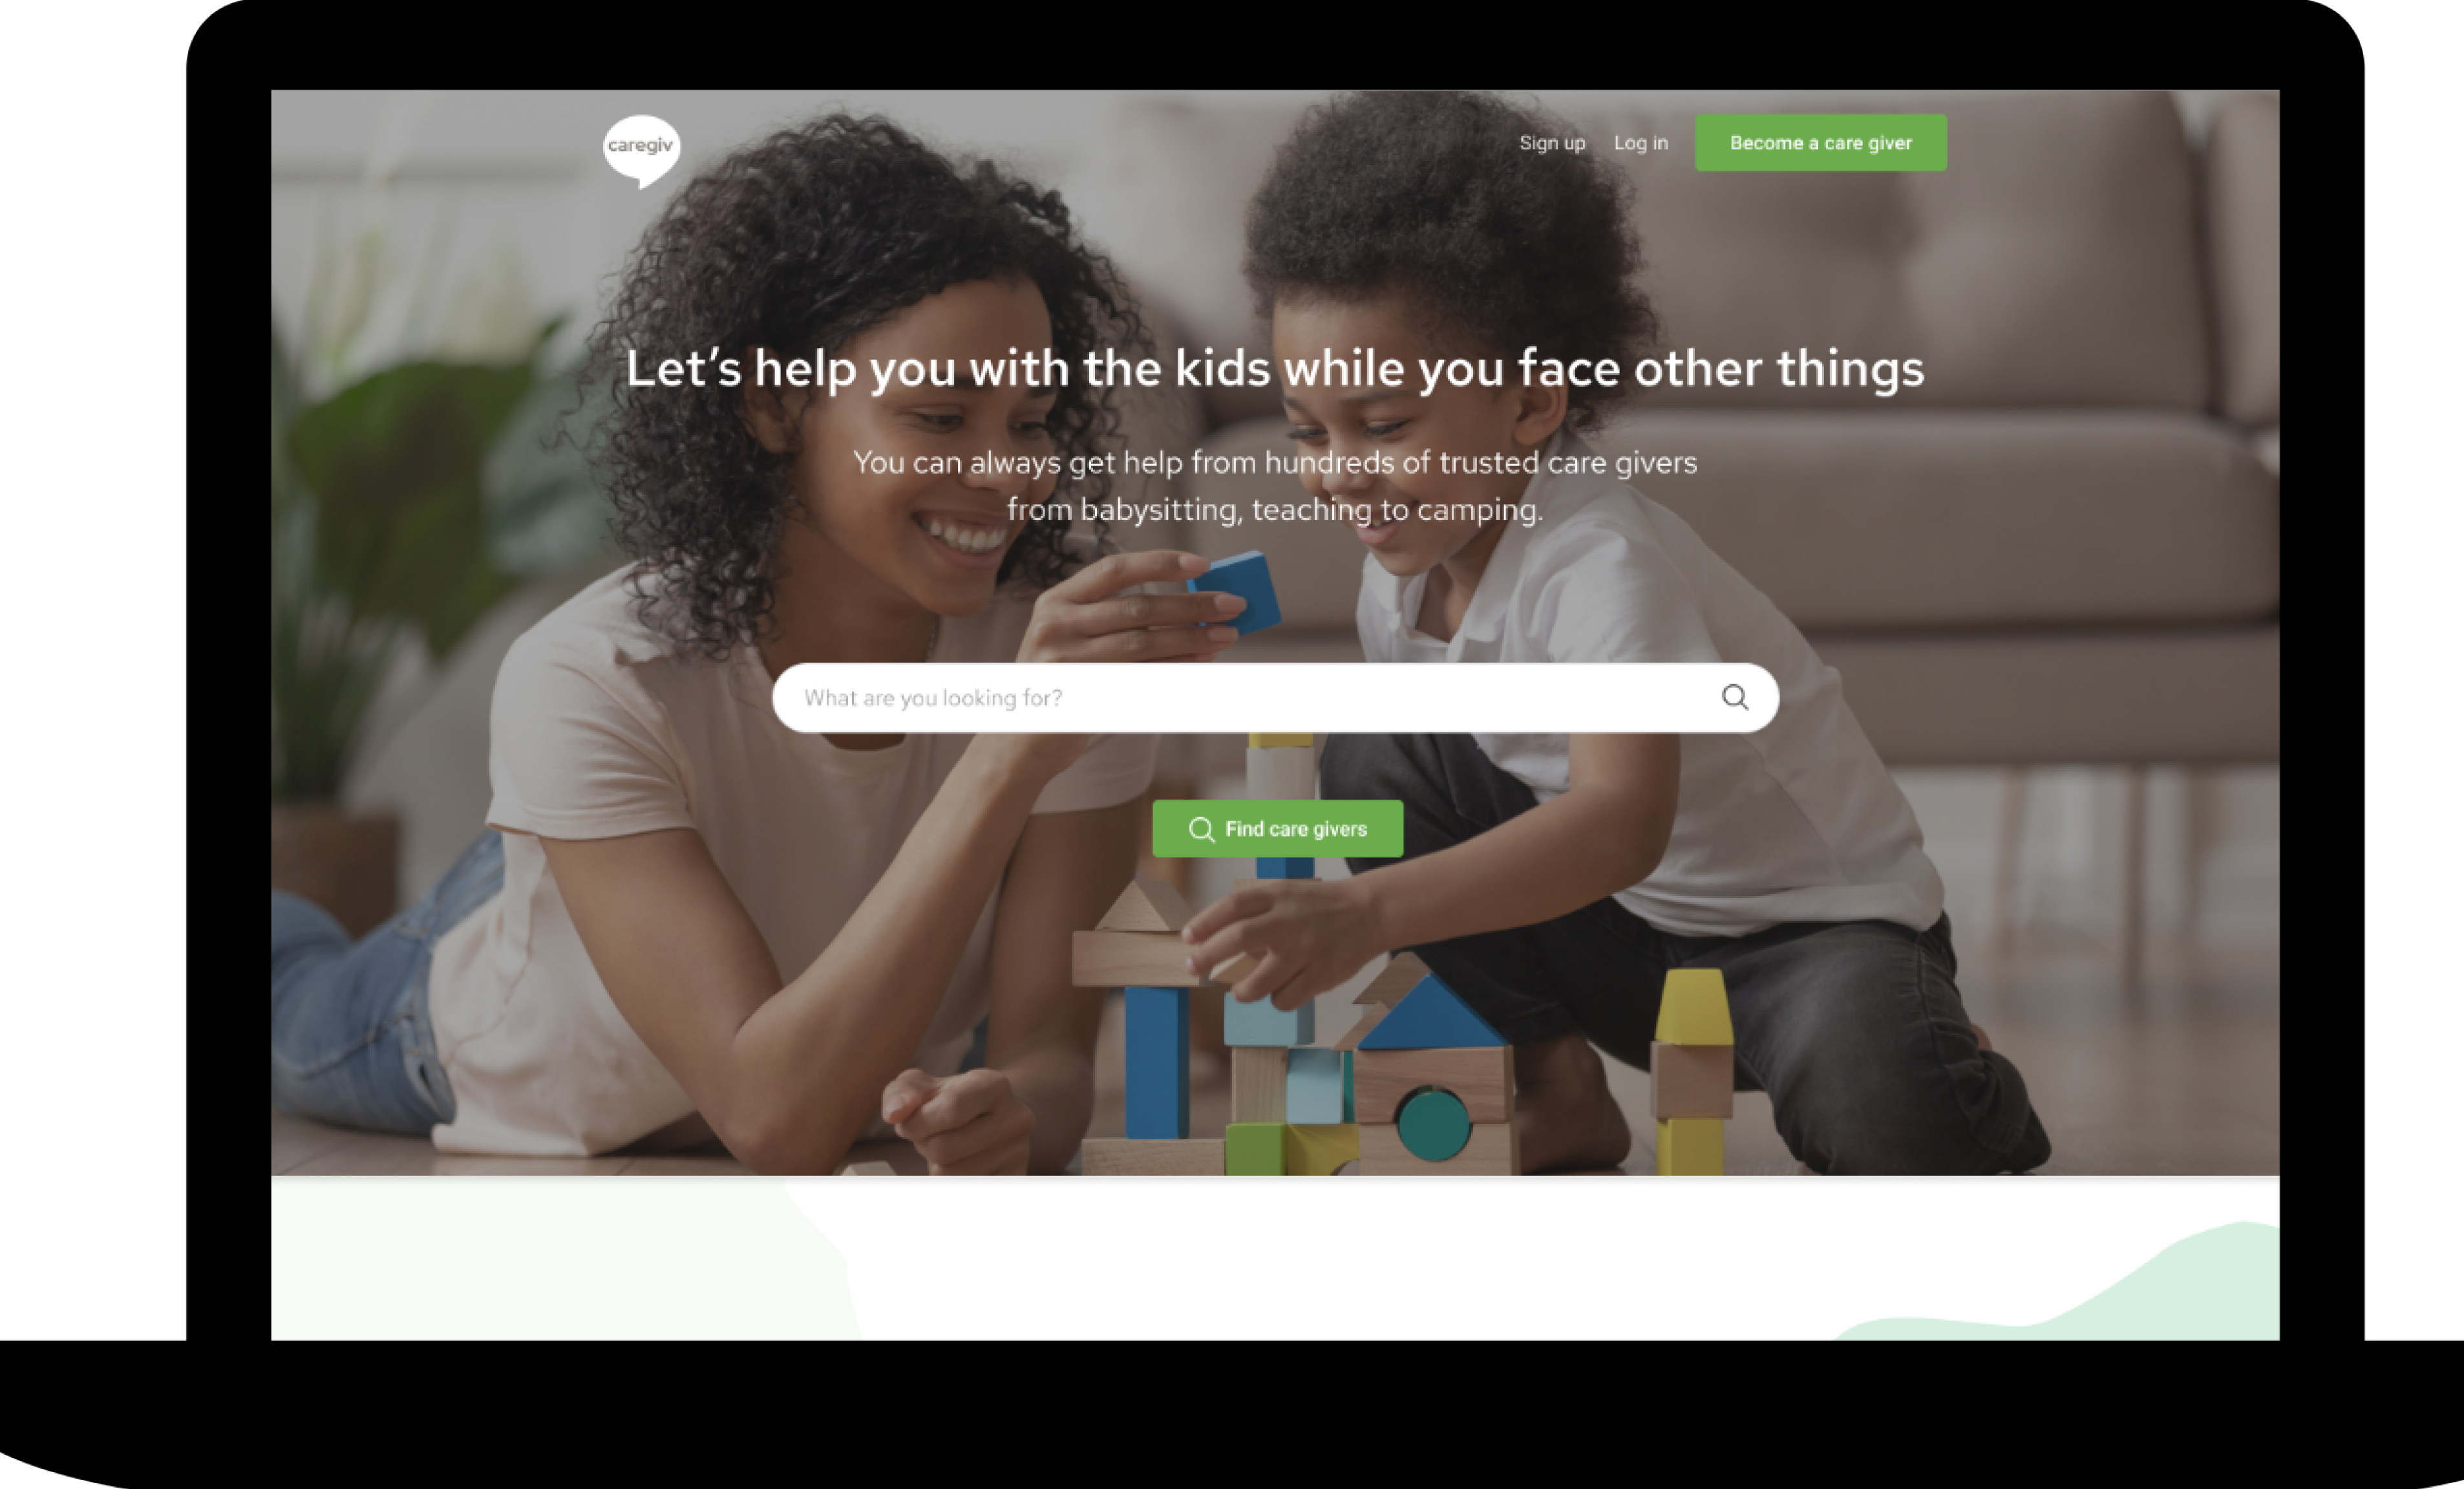 caregiv
Sign up
Log in
Become a care giver
Let's help you with the kids while you face other things
You can always get help from hundreds of trusted care givers
from babysitting, teaching to camping.
What are you looking for?
Find care givers